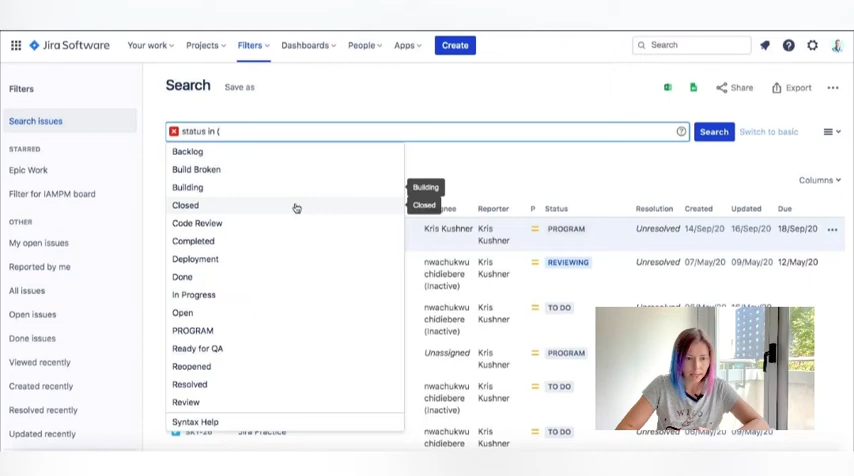 Jira Software Your work Projects Filters Dashboards People Apps Create Search
Filters
Search issues
STARRED
Epic Work
Filter for IAMPM board
OTHER
My open issues
Reported by me
All issues
Open issues
Done issues
Viewed recently
Created recently
Resolved recently
Updated recently
Search Save as Share Export
status in ( Search Switch to basic
Backlog
Build Broken
Building
Closed
Code Review
Completed
Deployment
Done
In Progress
Open
PROGRAM
Ready for QA
Reopened
Resolved
Review
Syntax Help
Building
Closed
Columns
Reporter P Status Resolution Created Updated Due
Kris Kushner Kris Kushner PROGRAM Unresolved 14/Sep/20 16/Sep/20 18/Sep/20
nwachukwu chidiebere (Inactive) Kris Kushner REVIEWING Unresolved 07/May/20 09/May/20 12/May/20
nwachukwu chidiebere (Inactive) Kris Kushner TO DO
Unassigned Kris Kushner PROGRAM
nwachukwu chidiebere (Inactive) Kris Kushner TO DO
nwachukwu chidiebere Kris Kushner TO DO Unresolved